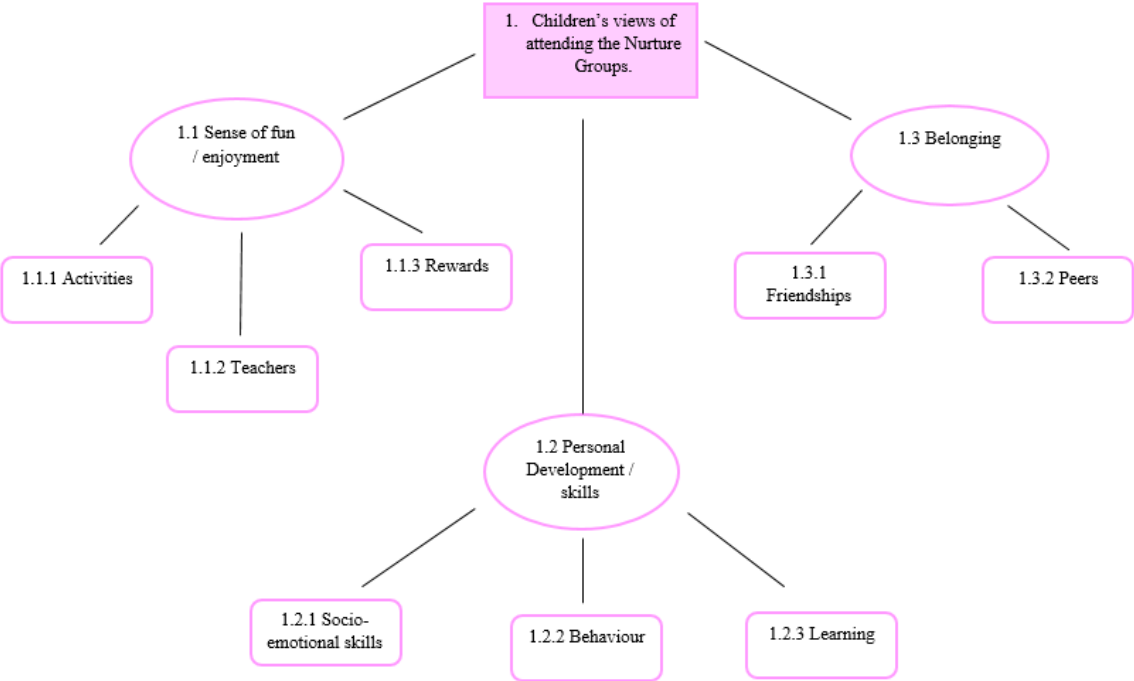 1. Children’s views of
attending the Nurture
Groups.
1.1 Sense of fun
/ enjoyment
1.3 Belonging
1.1.1 Activities
1.1.3 Rewards
1.3.1
Friendships
1.3.2 Peers
1.1.2 Teachers
1.2 Personal
Development /
skills
1.2.1 Socio-
emotional skills
1.2.2 Behaviour
1.2.3 Learning